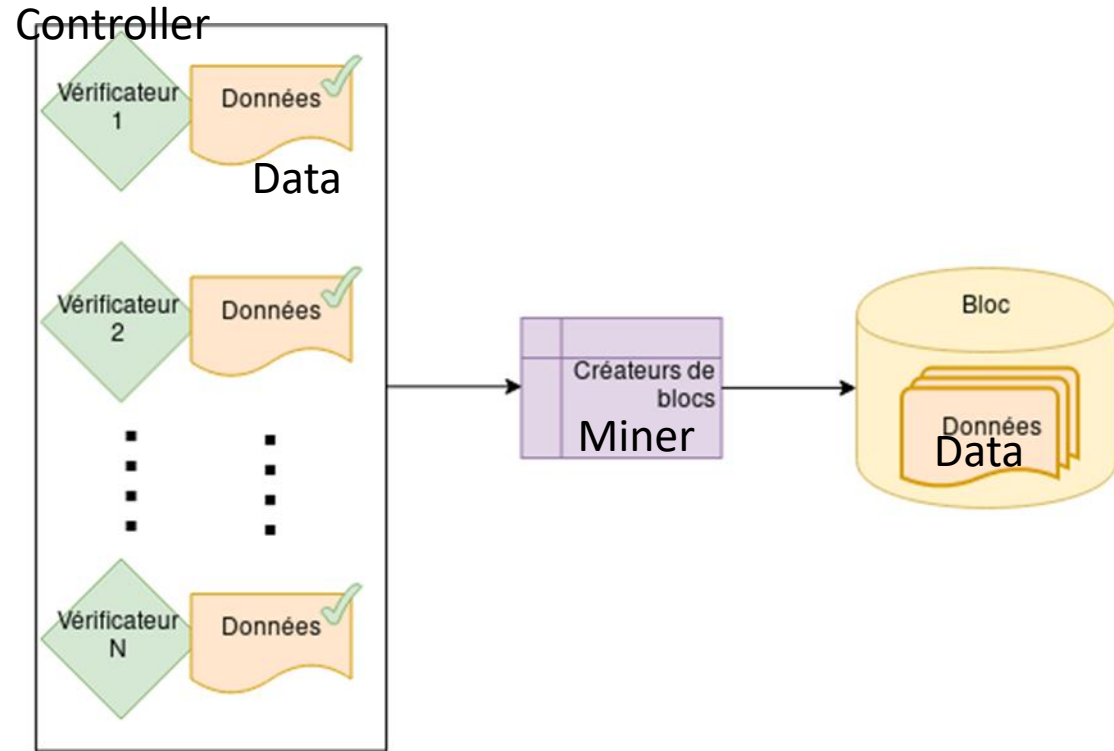 Controller
Vérificateur
1
Données
Data
Vérificateur
2
Données
Vérificateur
N
Données
Créateurs de
blocs
Miner
Bloc
Données
Data